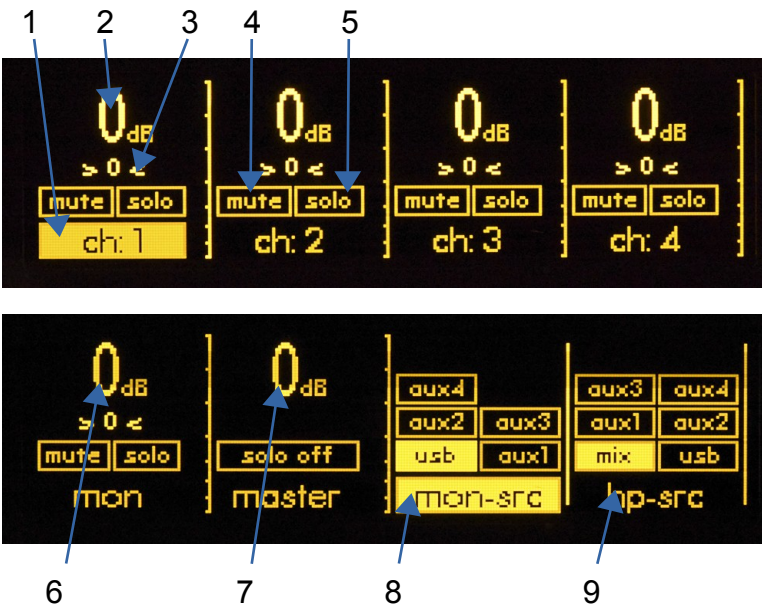 1 2 3 4 5
0dB 0dB 0dB 0dB
> 0 < > 0 < > 0 < > 0 <
mute solo mute solo mute solo mute solo
ch: 1 ch: 2 ch: 3 ch: 4
0dB 0dB
aux4 aux3 aux4
> 0 < aux2 aux3 aux1 aux2
mute solo solo off usb aux1 mix usb
mon master mon-src hp-src
6 7 8 9